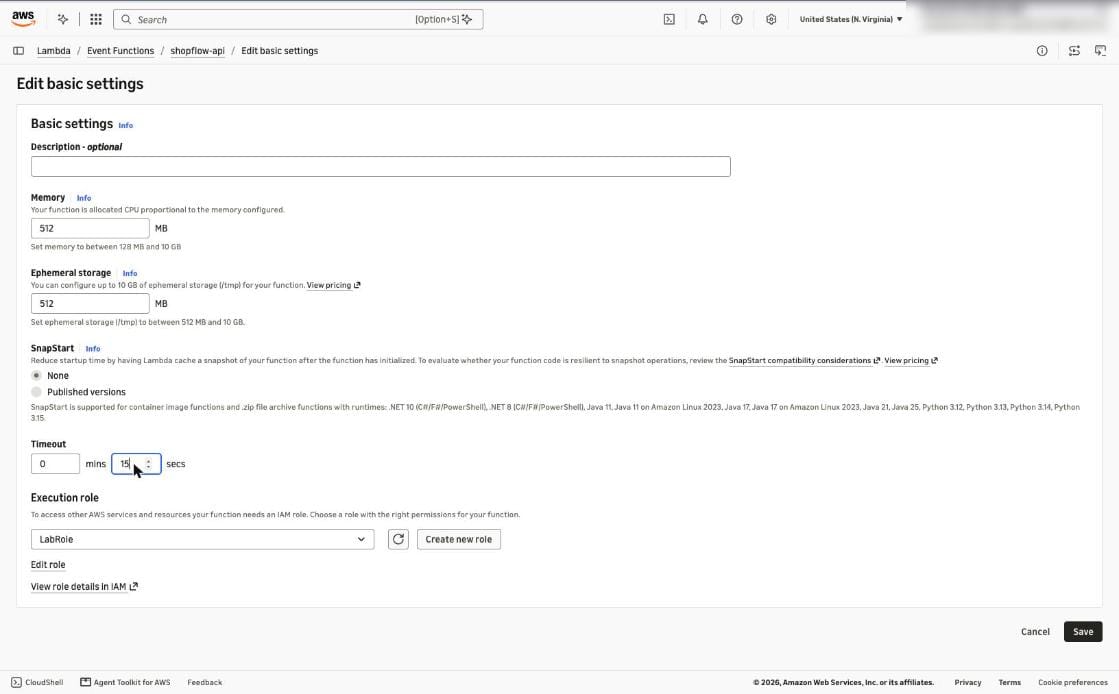 aws
Search
[Option+S]
United States (N. Virginia)
Lambda / Event Functions / shopflow-api / Edit basic settings
Edit basic settings
Basic settings Info
Description - optional
Memory Info
Your function is allocated CPU proportional to the memory configured.
512 MB
Set memory to between 128 MB and 10 GB
Ephemeral storage Info
You can configure up to 10 GB of ephemeral storage (/tmp) for your function. View pricing
512 MB
Set ephemeral storage (/tmp) to between 512 MB and 10 GB.
SnapStart Info
Reduce startup time by having Lambda cache a snapshot of your function after the function has initialized. To evaluate whether your function code is resilient to snapshot operations, review the SnapStart compatibility considerations. View pricing
None
Published versions
SnapStart is supported for container image functions and .zip file archive functions with runtimes: .NET 10 (C#/F#/PowerShell), .NET 8 (C#/F#/PowerShell), Java 11, Java 11 on Amazon Linux 2023, Java 17, Java 17 on Amazon Linux 2023, Java 21, Java 25, Python 3.12, Python 3.13, Python 3.14, Python
3.15.
Timeout
0 mins 15 secs
Execution role
To access other AWS services and resources your function needs an IAM role. Choose a role with the right permissions for your function.
LabRole Create new role
Edit role
View role details in IAM
Cancel Save
CloudShell Agent Toolkit for AWS Feedback © 2026, Amazon Web Services, Inc. or its affiliates. Privacy Terms Cookie preferences